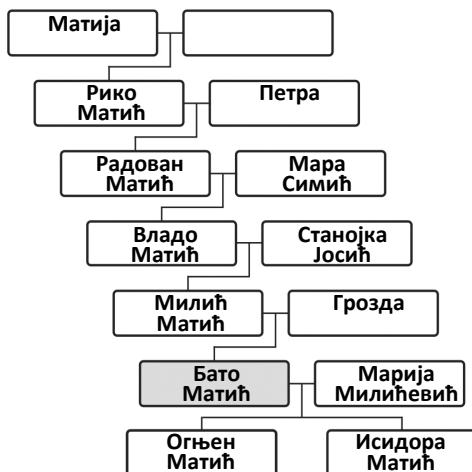 Матија
Рико
Матић
Петра
Радован
Матић
Мара
Симић
Владо
Матић
Станојка
Јосић
Милић
Матић
Грозда
Бато
Матић
Марија
Милићевић
Огњен
Матић
Исидора
Матић